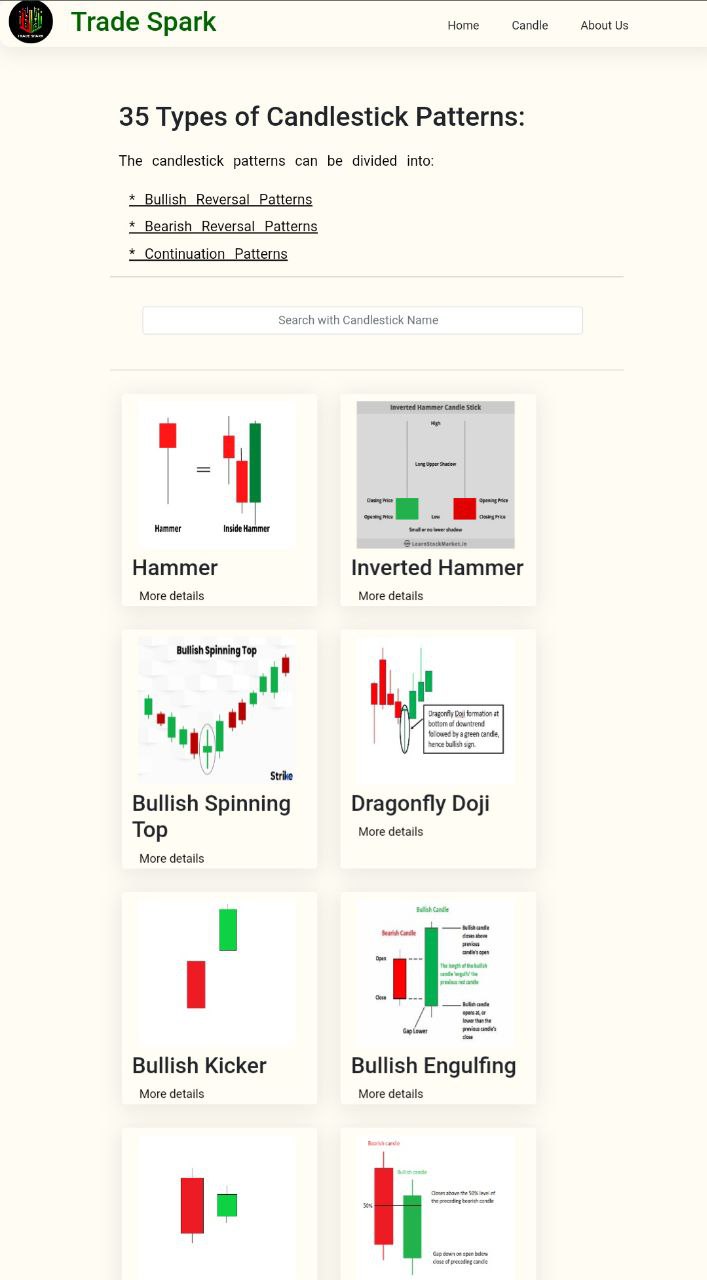 TRADE SPARK
Trade Spark
Home Candle About Us
35 Types of Candlestick Patterns:
The candlestick patterns can be divided into:
* Bullish Reversal Patterns
* Bearish Reversal Patterns
* Continuation Patterns
Search with Candlestick Name
=
Hammer Inside Hammer
Hammer
More details
Inverted Hammer Candle Stick
High
Long Upper Shadow
Closing Price Opening Price
Opening Price Low Closing Price
Small or no lower shadow
LearnStockMarket.in
Inverted Hammer
More details
Bullish Spinning Top
Strike
Bullish Spinning
Top
More details
Dragonfly Doji formation at
bottom of downtrend
followed by a green candle,
hence bullish sign.
Dragonfly Doji
More details
Bullish Kicker
More details
Bullish Candle
Bearish Candle
Bullish candle
closes above
previous
candle's open
Open
The length of the bullish
candle 'engulfs' the
previous red candle
Close
Bullish candle
opens at, or
lower than the
previous candle's
close
Gap Lower
Bullish Engulfing
More details
Bearish candle
Bullish candle
Closes above the 50% level of
the preceding bearish candle
50%
Gap down on open below
close of preceding candle